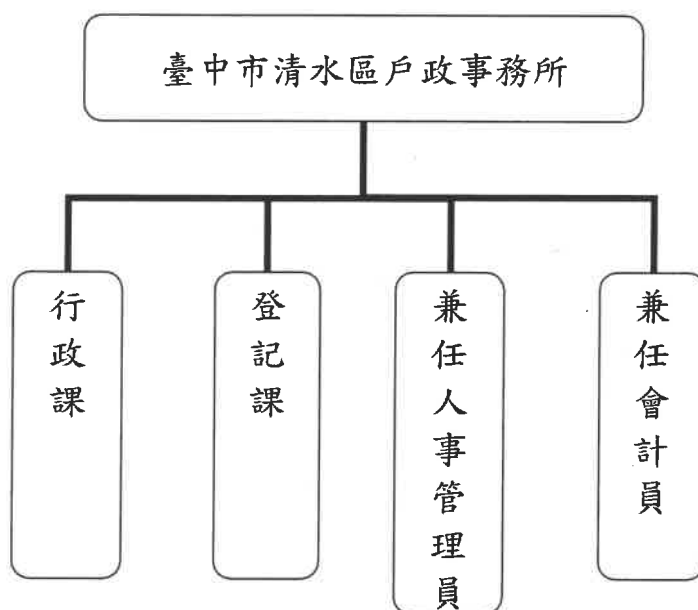 臺中市清水區戶政事務所
行政課
登記課
兼任人事管理員
兼任會計員